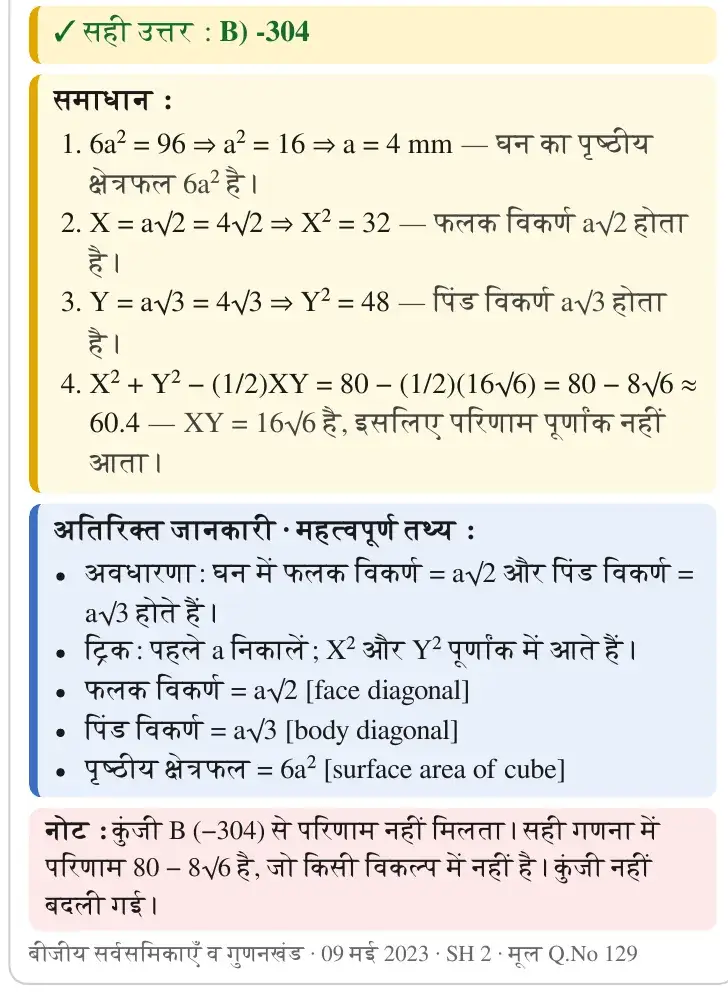 ✓ सही उत्तर : B) -304
समाधान :
1. 6a² = 96 ⇒ a² = 16 ⇒ a = 4 mm — घन का पृष्ठीय
क्षेत्रफल 6a² है।
2. X = a√2 = 4√2 ⇒ X² = 32 — फलक विकर्ण a√2 होता
है।
3. Y = a√3 = 4√3 ⇒ Y² = 48 — पिंड विकर्ण a√3 होता
है।
4. X² + Y² − (1/2)XY = 80 − (1/2)(16√6) = 80 − 8√6 ≈
60.4 — XY = 16√6 है, इसलिए परिणाम पूर्णांक नहीं
आता।
अतिरिक्त जानकारी · महत्वपूर्ण तथ्य :
• अवधारणा : घन में फलक विकर्ण = a√2 और पिंड विकर्ण =
a√3 होते हैं।
• ट्रिक : पहले a निकालें ; X² और Y² पूर्णांक में आते हैं।
• फलक विकर्ण = a√2 [face diagonal]
• पिंड विकर्ण = a√3 [body diagonal]
• पृष्ठीय क्षेत्रफल = 6a² [surface area of cube]
नोट : कुंजी B (−304) से परिणाम नहीं मिलता। सही गणना में
परिणाम 80 − 8√6 है, जो किसी विकल्प में नहीं है। कुंजी नहीं
बदली गई।
बीजीय सर्वसमिकाएँ व गुणनखंड · 09 मई 2023 · SH 2 · मूल Q.No 129